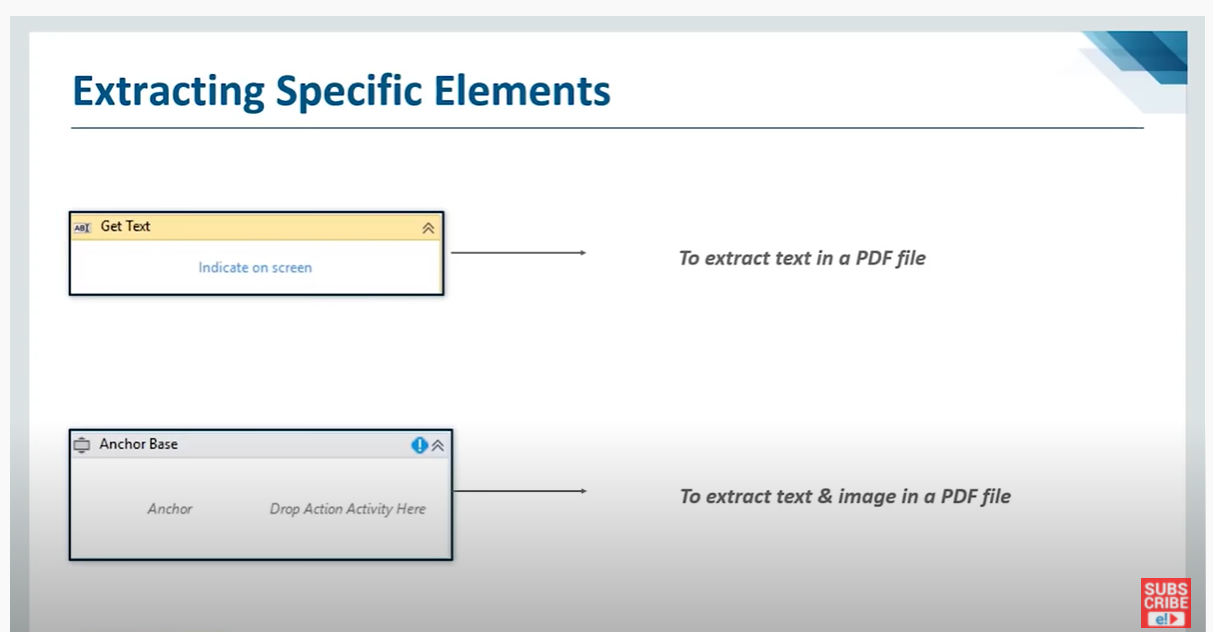 Extracting Specific Elements
ABI Get Text
Indicate on screen
To extract text in a PDF file
Anchor Base
Anchor
Drop Action Activity Here
To extract text & image in a PDF file
SUBS
CRIBE
e!